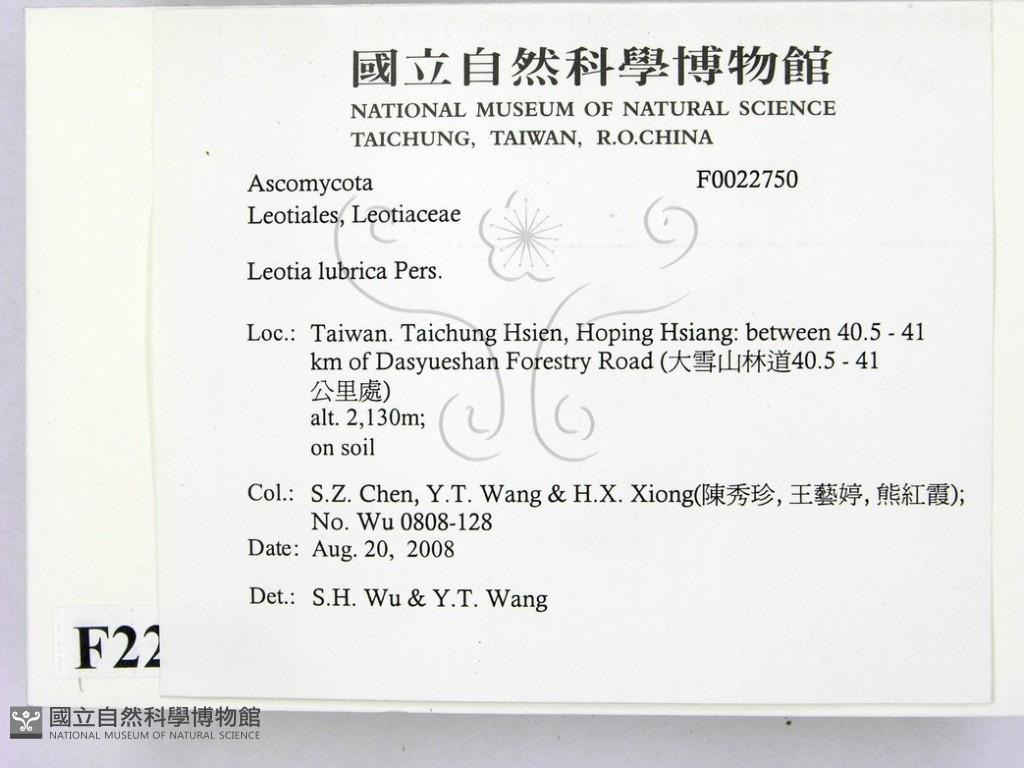 國立自然科學博物館
NATIONAL MUSEUM OF NATURAL SCIENCE
TAICHUNG, TAIWAN, R.O.CHINA
Ascomycota F0022750
Leotiales, Leotiaceae
Leotia lubrica Pers.
Loc.: Taiwan. Taichung Hsien, Hoping Hsiang: between 40.5 - 41
km of Dasyueshan Forestry Road (大雪山林道40.5 - 41
公里處)
alt. 2,130m;
on soil
Col.: S.Z. Chen, Y.T. Wang & H.X. Xiong(陳秀珍, 王藝婷, 熊紅霞);
No. Wu 0808-128
Date: Aug. 20, 2008
Det.: S.H. Wu & Y.T. Wang
F22
國立自然科學博物館
NATIONAL MUSEUM OF NATURAL SCIENCE